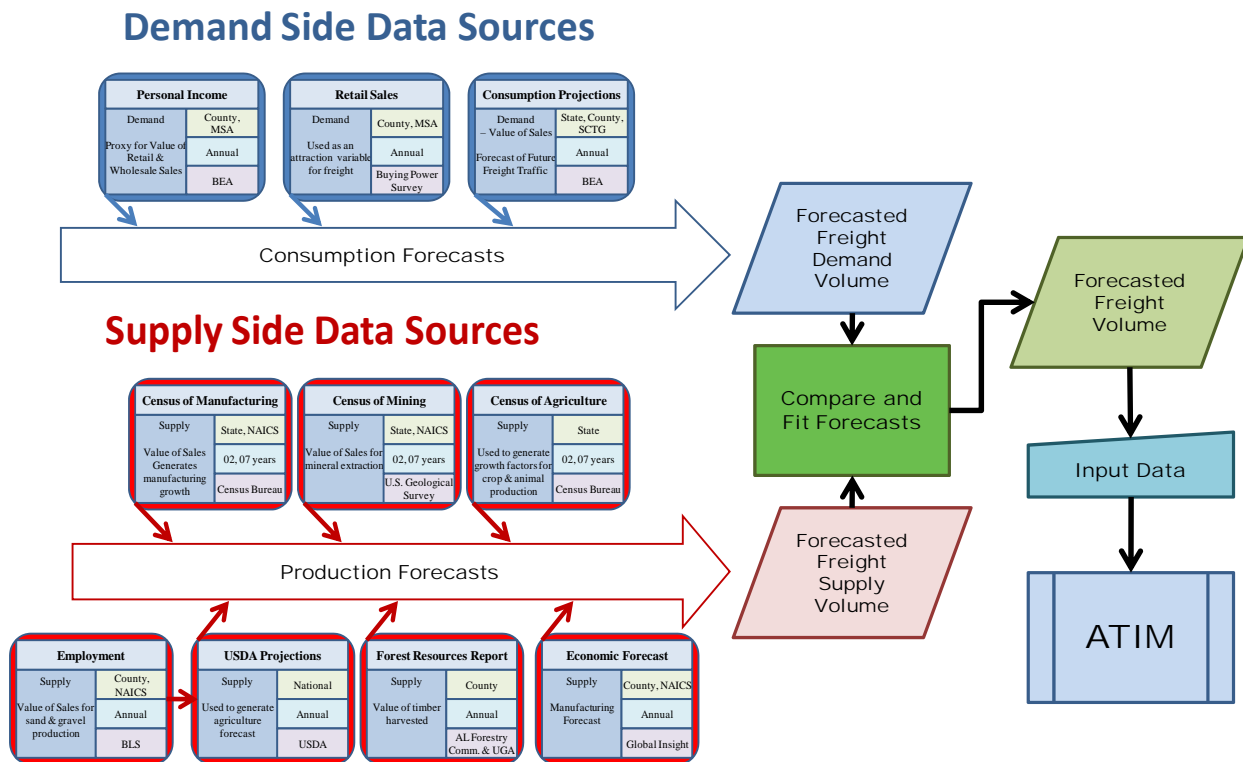 Demand Side Data Sources
Personal Income
Demand
Proxy for Value of
Retail &
Wholesale Sales
County,
MSA
Annual
BEA
Retail Sales
Demand
Used as an
attraction variable
for freight
County, MSA
Annual
Buying Power
Survey
Consumption Projections
Demand
– Value of Sales
Forecast of Future
Freight Traffic
State, County,
SCTG
Annual
BEA
Consumption Forecasts
Forecasted
Freight
Demand
Volume
Supply Side Data Sources
Census of Manufacturing
Supply
Value of Sales
Generates
manufacturing
growth
State, NAICS
02, 07 years
Census Bureau
Census of Mining
Supply
Value of Sales for
mineral extraction
State, NAICS
02, 07 years
U.S. Geological
Survey
Census of Agriculture
Supply
Used to generate
growth factors for
crop & animal
production
State
02, 07 years
Census Bureau
Production Forecasts
Forecasted
Freight
Supply
Volume
Employment
Supply
Value of Sales for
sand & gravel
production
County,
NAICS
Annual
BLS
USDA Projections
Supply
Used to generate
agriculture
forecast
National
Annual
USDA
Forest Resources Report
Supply
Value of timber
harvested
County
Annual
AL Forestry
Comm. & UGA
Economic Forecast
Supply
Manufacturing
Forecast
County, NAICS
Annual
Global Insight
Compare and
Fit Forecasts
Forecasted
Freight
Volume
Input Data
ATIM